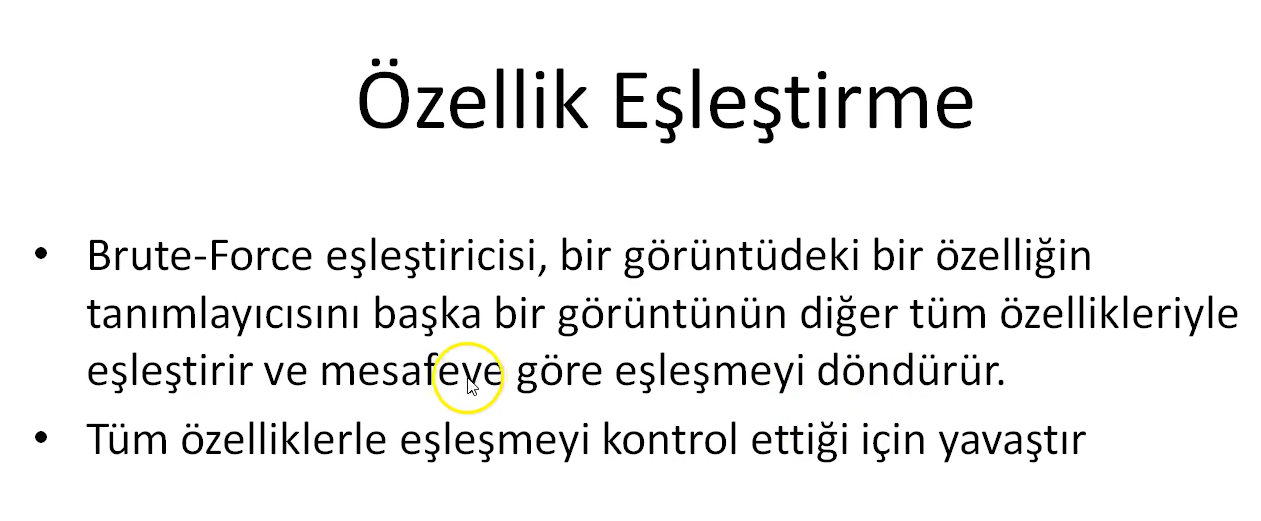 Özellik Eşleştirme
• Brute-Force eşleştiricisi, bir görüntüdeki bir özelliğin
tanımlayıcısını başka bir görüntünün diğer tüm özellikleriyle
eşleştirir ve mesafeye göre eşleşmeyi döndürür.
• Tüm özelliklerle eşleşmeyi kontrol ettiği için yavaştır